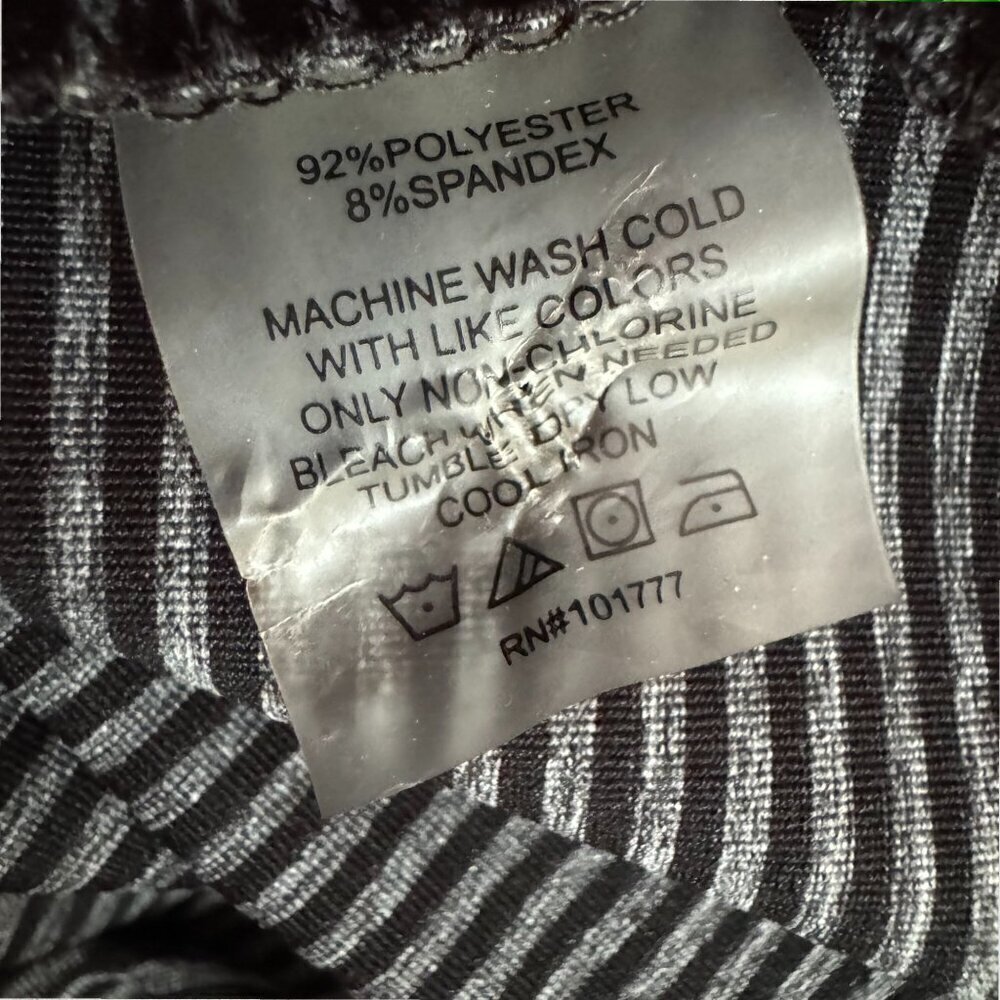 92%POLYESTER
8%SPANDEX
MACHINE WASH COLD
WITH LIKE COLORS
ONLY NON-CHLORINE
BLEACH WHEN NEEDED
TUMBLE DRY LOW
COOL IRON
RN#101777